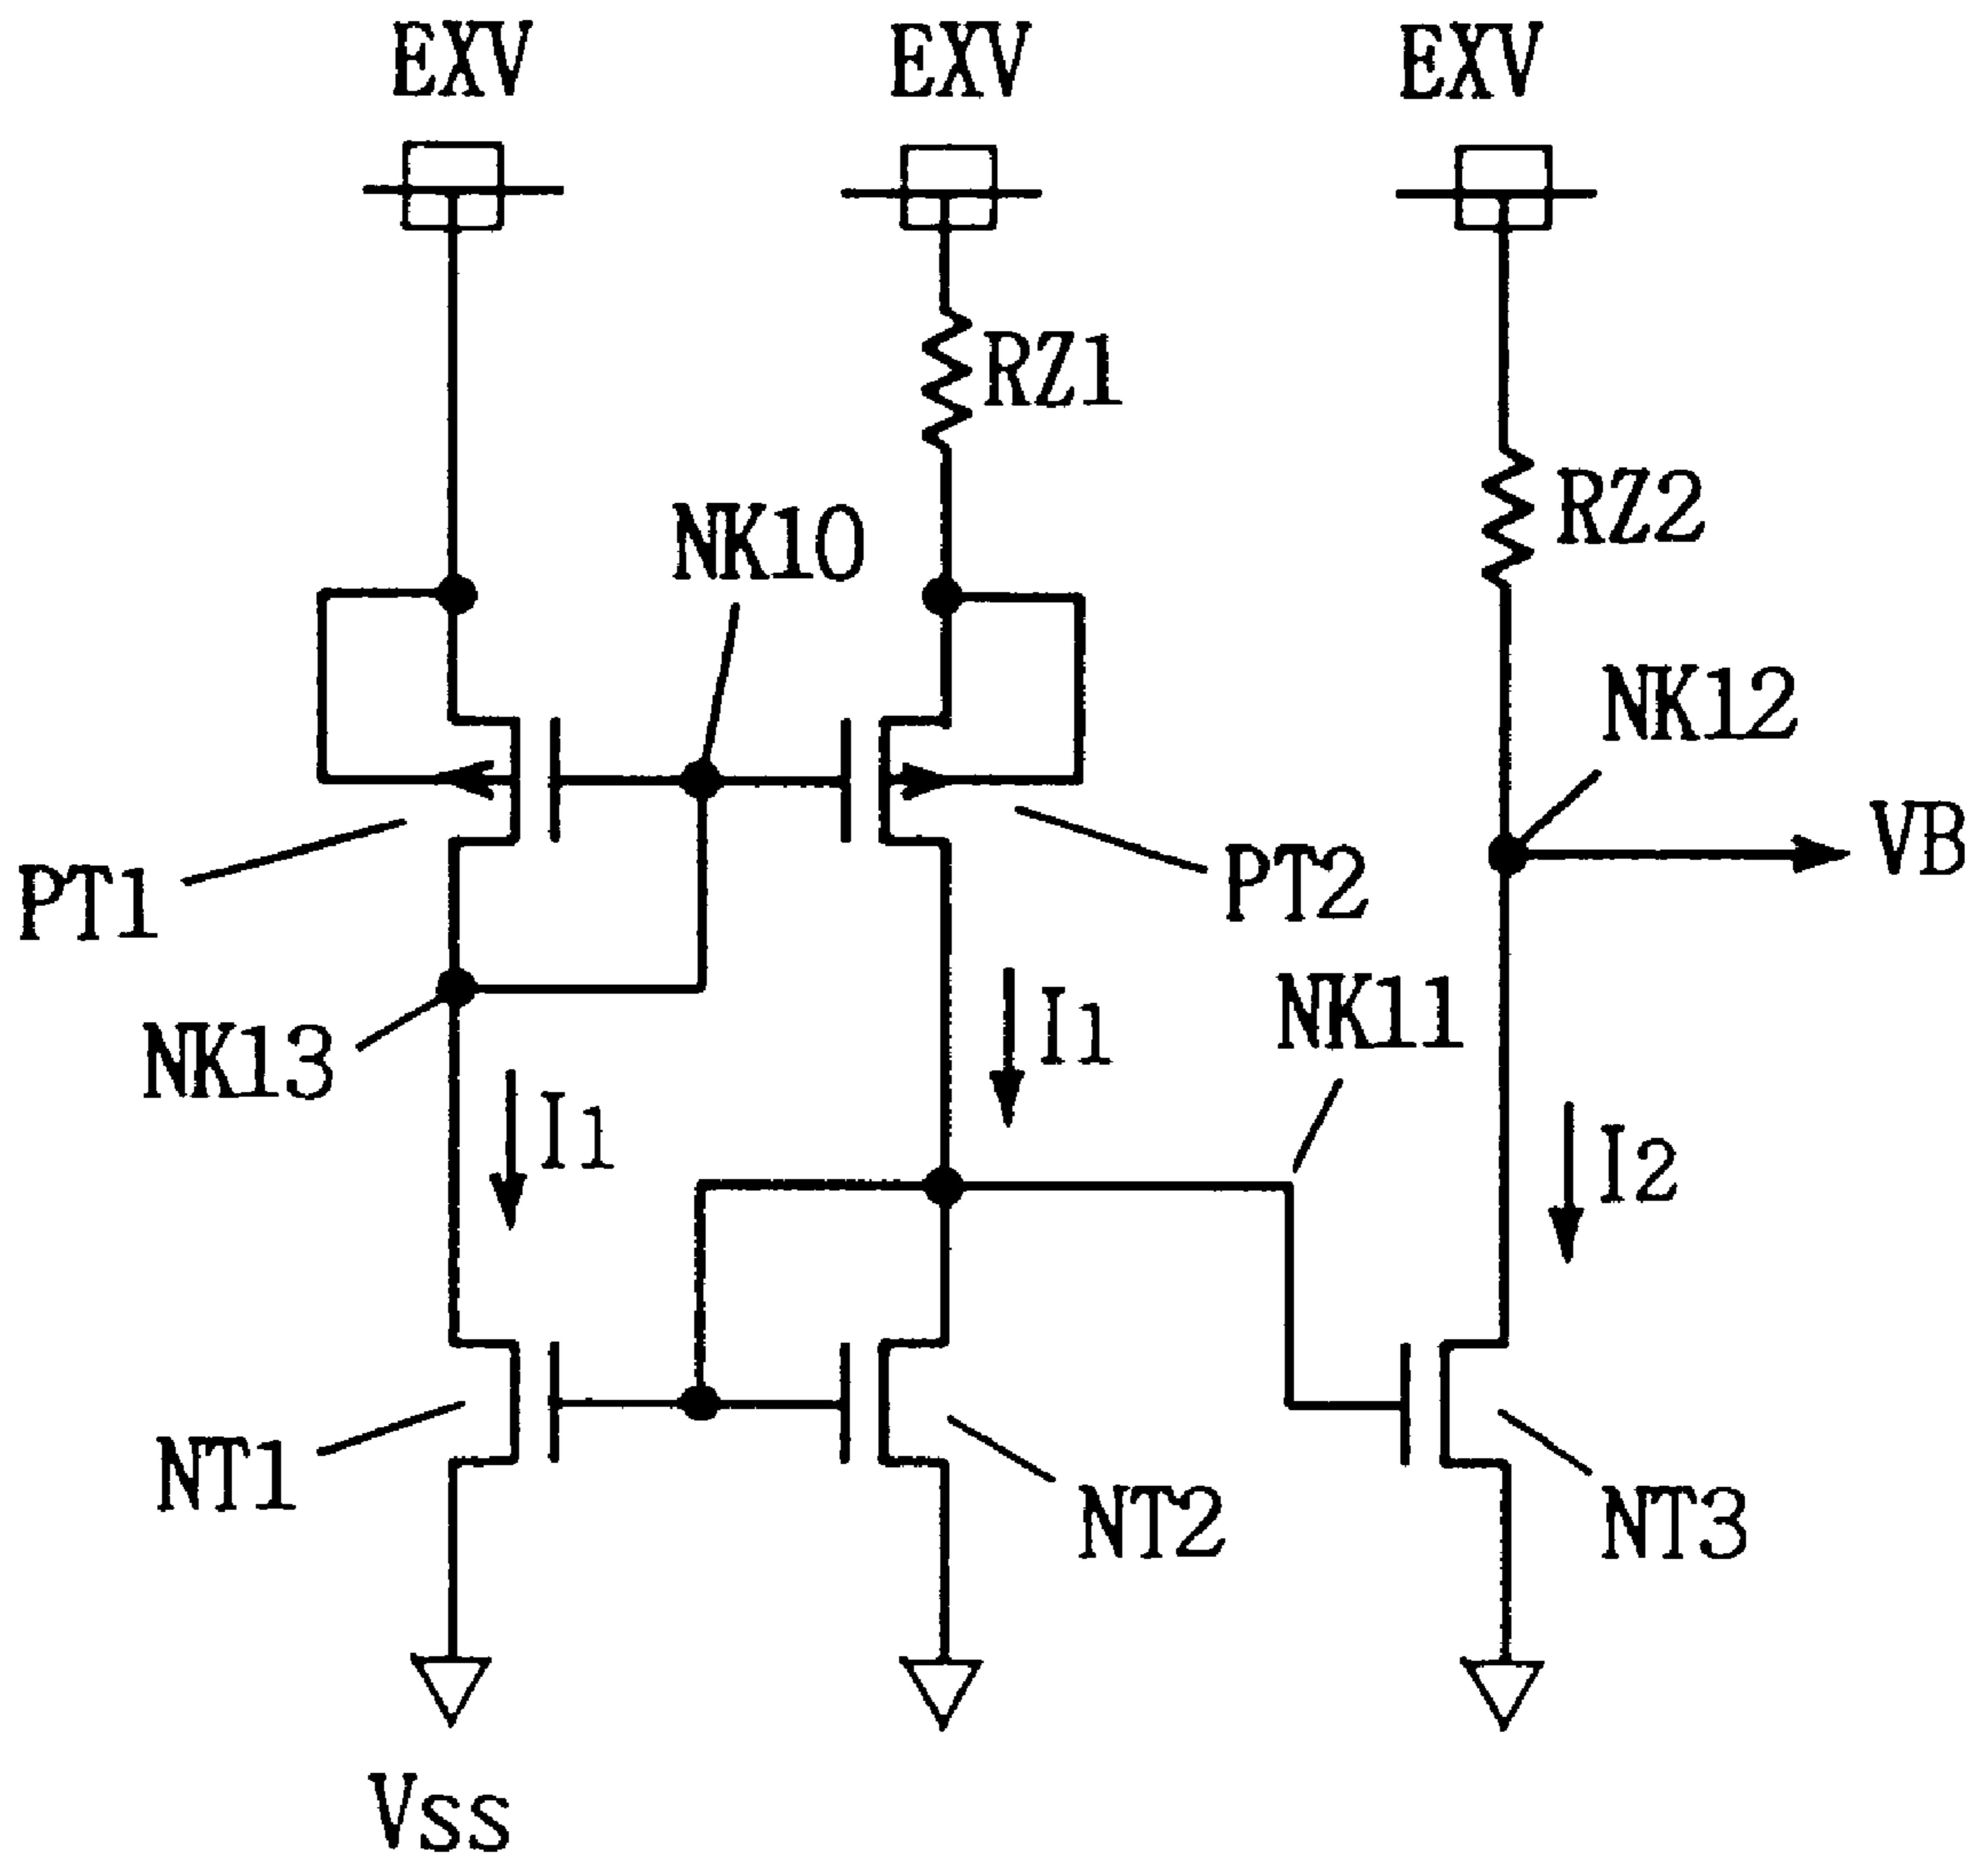 EXV EXV EXV
RZ1
RZ2
NK10
NK12
VB
PT1
PT2
NK11
NK13
I1
I1
I2
NT1
NT2
NT3
VSS